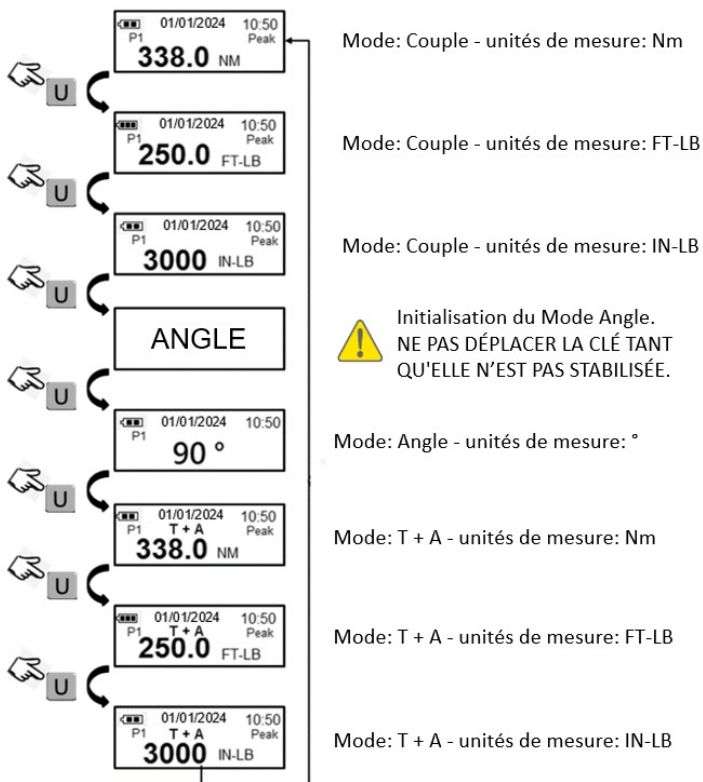 01/01/2024 10:50
P1 Peak
338.0 NM
Mode: Couple - unités de mesure: Nm
U
01/01/2024 10:50
P1 Peak
250.0 FT-LB
Mode: Couple - unités de mesure: FT-LB
U
01/01/2024 10:50
P1 Peak
3000 IN-LB
Mode: Couple - unités de mesure: IN-LB
U
ANGLE
Initialisation du Mode Angle.
NE PAS DÉPLACER LA CLÉ TANT
QU'ELLE N’EST PAS STABILISÉE.
U
01/01/2024 10:50
P1
90 °
Mode: Angle - unités de mesure: °
U
01/01/2024 10:50
P1 T + A Peak
338.0 NM
Mode: T + A - unités de mesure: Nm
U
01/01/2024 10:50
P1 T + A Peak
250.0 FT-LB
Mode: T + A - unités de mesure: FT-LB
U
01/01/2024 10:50
P1 T + A Peak
3000 IN-LB
Mode: T + A - unités de mesure: IN-LB